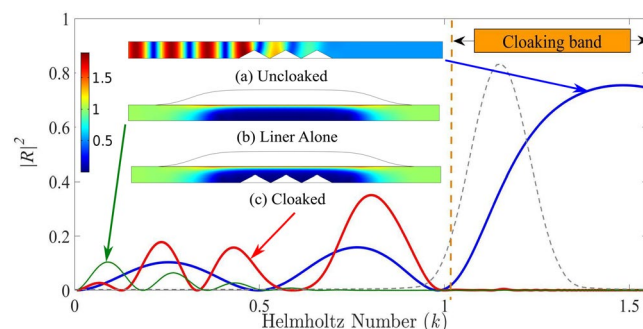 1
Cloaking band
0.8
1.5
1
0.5
(a) Uncloaked
|R|²
0.6
(b) Liner Alone
0.4
(c) Cloaked
0.2
0
0 0.5 1 1.5
Helmholtz Number (k)